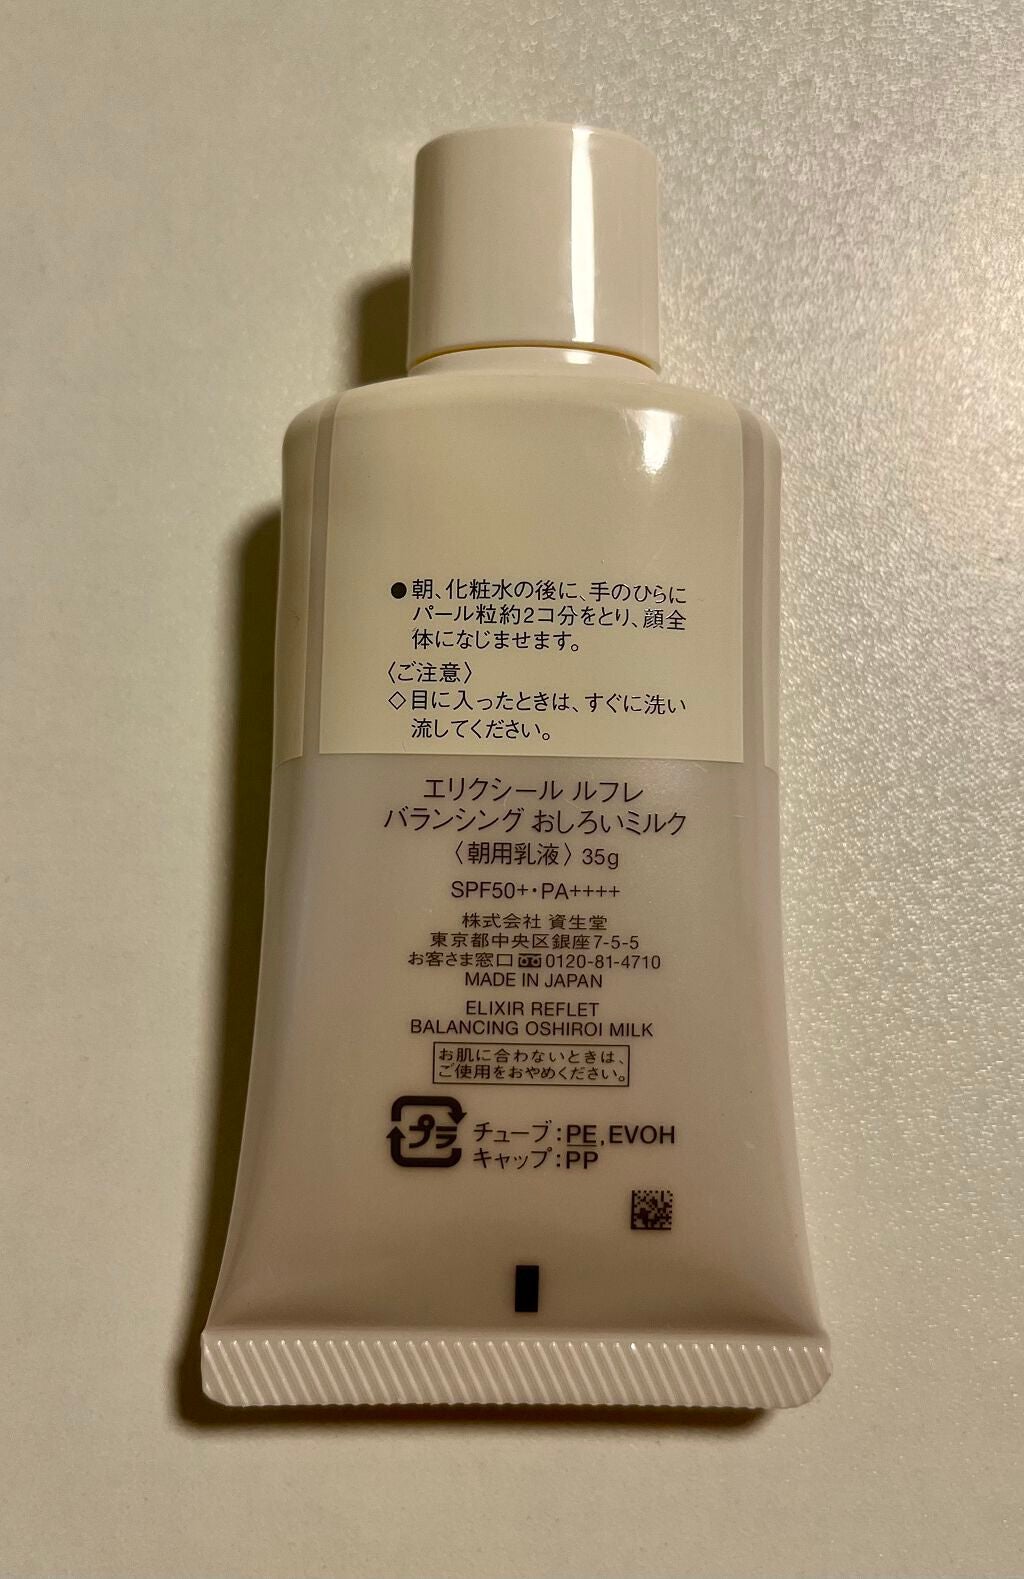 ●朝、化粧水の後に、手のひらに
パール粒約2コ分をとり、顔全
体になじませます。
〈ご注意〉
◇目に入ったときは、すぐに洗い
流してください。
エリクシール ルフレ
バランシング おしろいミルク
〈朝用乳液〉 35g
SPF50+・PA++++
株式会社 資生堂
東京都中央区銀座7-5-5
お客さま窓口 0120-81-4710
MADE IN JAPAN
ELIXIR REFLET
BALANCING OSHIROI MILK
お肌に合わないときは、
ご使用をおやめください。
プラ チューブ:PE,EVOH
キャップ:PP